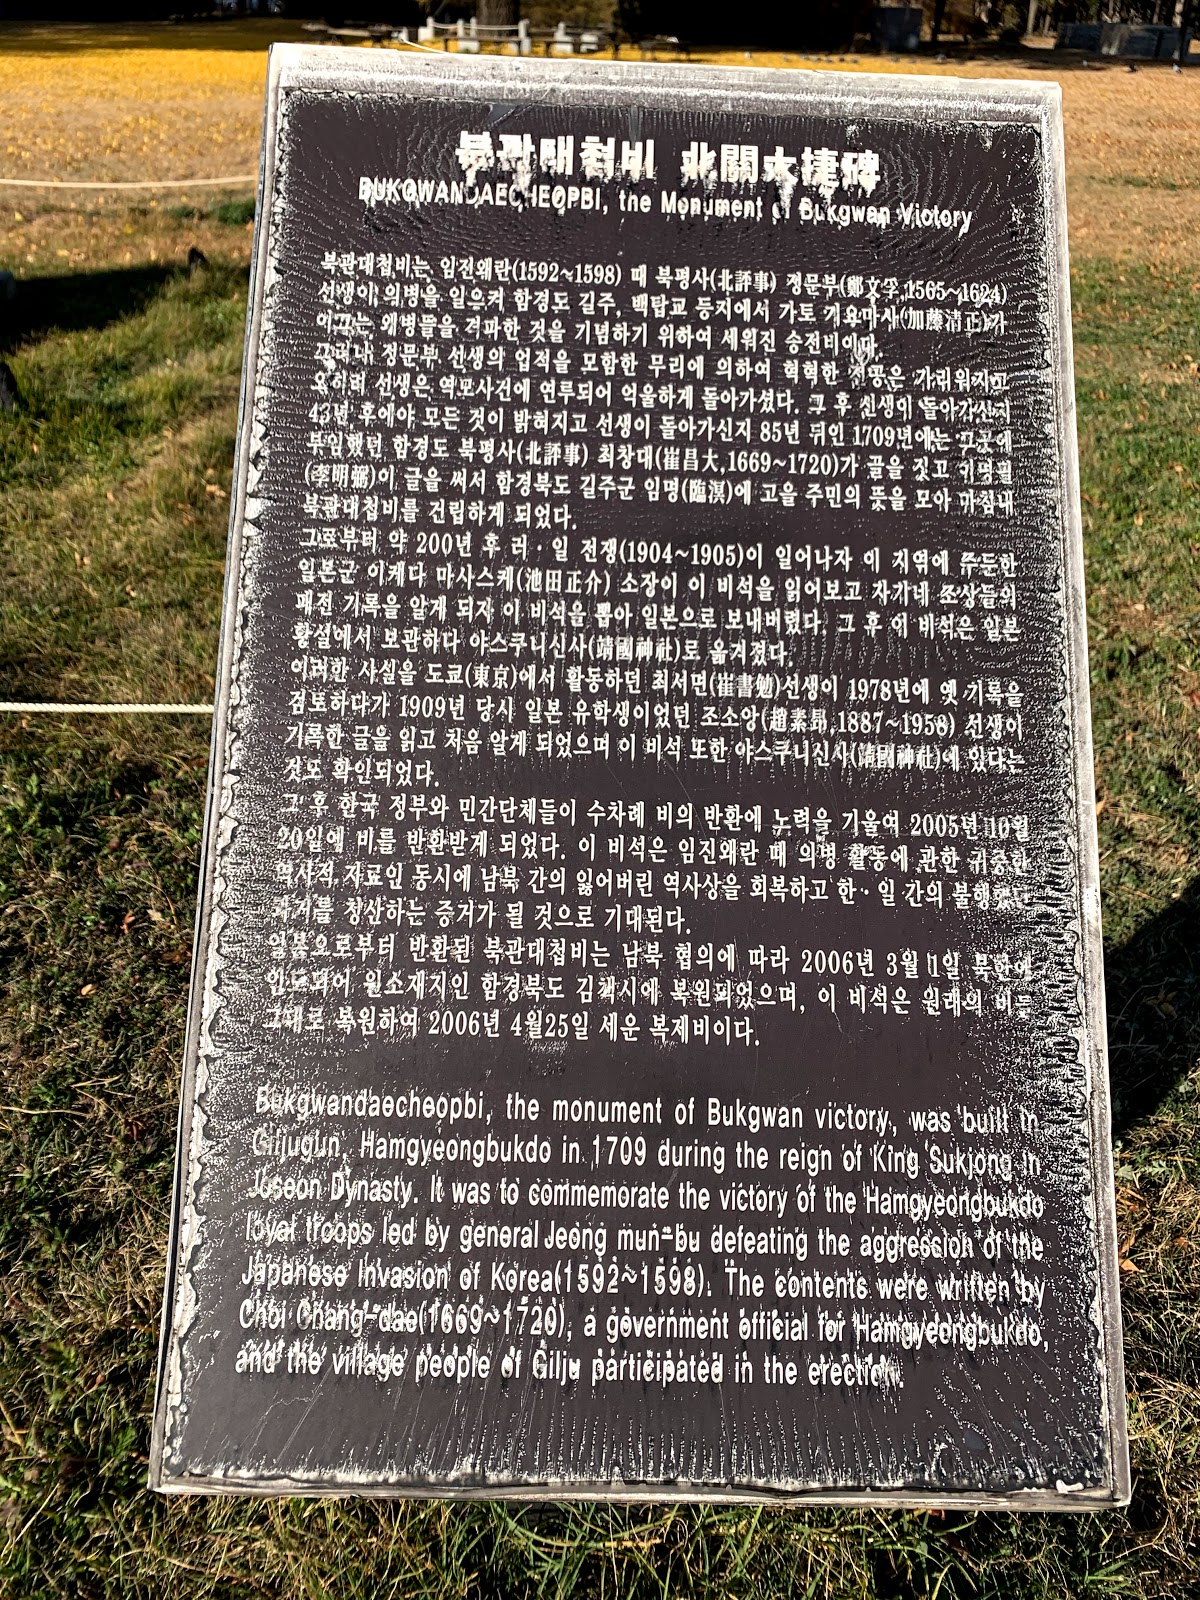 북관대첩비 北關大捷碑
BUKGWANDAECHEOPBI, the Monument of Bukgwan Victory
북관대첩비는 임진왜란(1592~1598) 때 북평사(北評事) 정문부(鄭文孚,1565~1624)
선생이 의병을 일으켜 함경도 길주, 백탑교 등지에서 가토 기요마사(加藤淸正)가
이끄는 왜병들을 격파한 것을 기념하기 위하여 세워진 승전비이다.
그러나 정문부 선생의 업적을 모함한 무리에 의하여 혁혁한 전공은 가리워지고
오히려 선생은 역모사건에 연루되어 억울하게 돌아가셨다. 그 후 선생이 돌아가신지
43년 후에야 모든 것이 밝혀지고 선생이 돌아가신지 85년 뒤인 1709년에는 그곳에
부임했던 함경도 북평사(北評事) 최창대(崔昌大,1669~1720)가 글을 짓고 이명필
(李明弼)이 글을 써서 함경북도 길주군 임명(臨溟)에 고을 주민의 뜻을 모아 마침내
북관대첩비를 건립하게 되었다.
그로부터 약 200년 후 러·일 전쟁(1904~1905)이 일어나자 이 지역에 주둔한
일본군 이케다 마사스케(池田正介) 소장이 이 비석을 읽어보고 자기네 조상들의
패전 기록을 알게 되자 이 비석을 뽑아 일본으로 보내버렸다. 그 후 이 비석은 일본
황실에서 보관하다 야스쿠니신사(靖國神社)로 옮겨졌다.
이러한 사실을 도쿄(東京)에서 활동하던 최서면(崔書勉)선생이 1978년에 옛 기록을
검토하다가 1909년 당시 일본 유학생이었던 조소앙(趙素昻,1887~1958) 선생이
기록한 글을 읽고 처음 알게 되었으며 이 비석 또한 야스쿠니신사(靖國神社)에 있다는
것도 확인되었다.
그 후 한국 정부와 민간단체들이 수차례 비의 반환에 노력을 기울여 2005년 10월
20일에 비를 반환받게 되었다. 이 비석은 임진왜란 때 의병 활동에 관한 귀중한
역사적 자료인 동시에 남북 간의 잃어버린 역사상을 회복하고 한·일 간의 불행했던
과거를 청산하는 증거가 될 것으로 기대된다.
일본으로부터 반환된 북관대첩비는 남북 협의에 따라 2006년 3월 1일 북한에
인도되어 원소재지인 함경북도 김책시에 복원되었으며, 이 비석은 원래의 비를
그대로 복원하여 2006년 4월25일 세운 복제비이다.
Bukgwandaecheopbi, the monument of Bukgwan victory, was built in
Giljugun, Hamgyeongbukdo in 1709 during the reign of King Sukjong in
Joseon Dynasty. It was to commemorate the victory of the Hamgyeongbukdo
loyal troops led by general Jeong mun-bu defeating the aggression of the
Japanese Invasion of Korea(1592~1598). The contents were written by
Choi Chang-dae(1669~1720), a government official for Hamgyeongbukdo,
and the village people of Gilju participated in the erection.